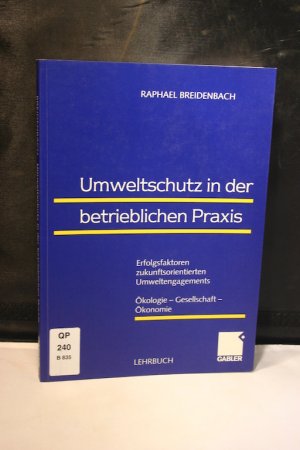 RAPHAEL BREIDENBACH
Umweltschutz in der
betrieblichen Praxis
Erfolgsfaktoren
zukunftsorientierten
Umweltengagements
Ökologie – Gesellschaft –
Ökonomie
QP
240
B 835
GABLER
LEHRBUCH